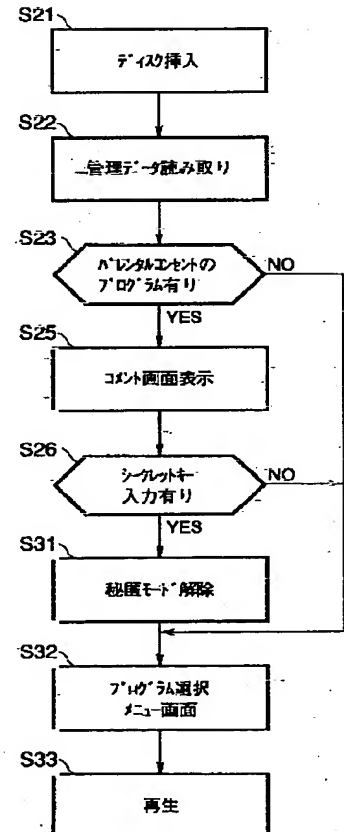 S21
ディスク挿入
S22
管理データ読み取り
S23
パレンタルコンセントの
プログラム有り
NO
YES
S25
コメント画面表示
S26
シークレットキー
入力有り
NO
YES
S31
秘匿モード解除
S32
プログラム選択
メニュー画面
S33
再生